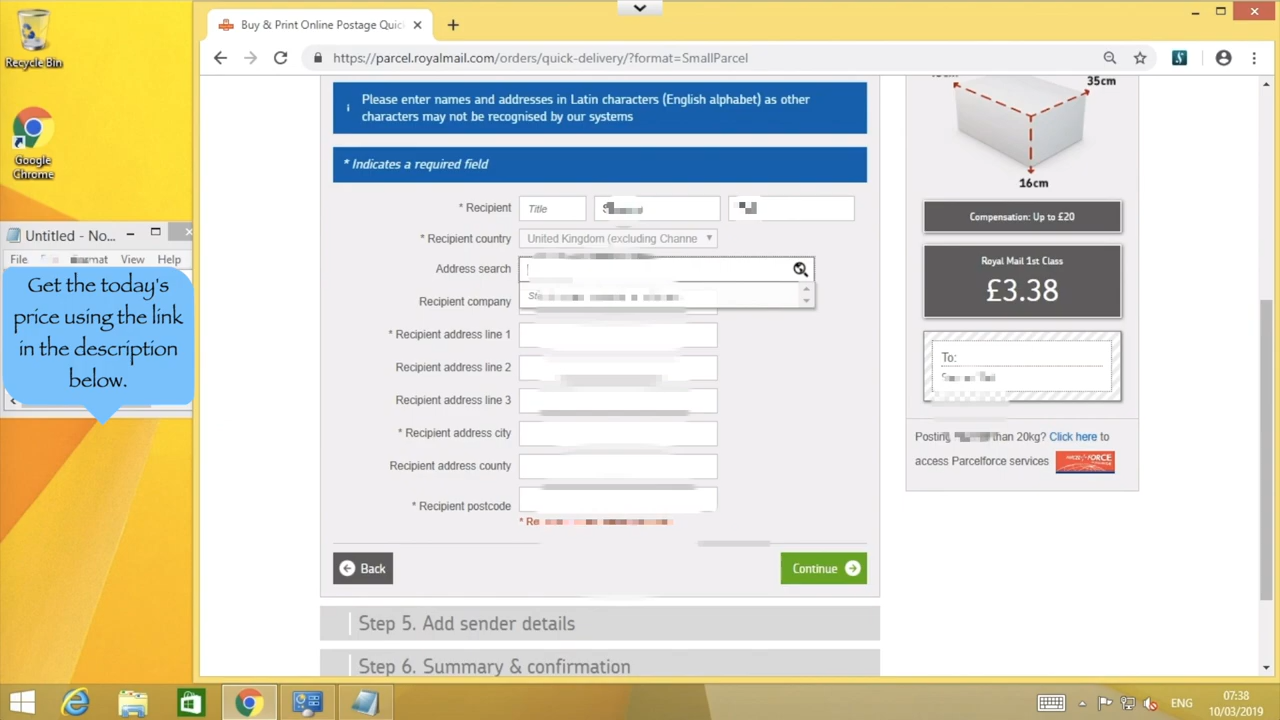 Recycle Bin
Google
Chrome
Buy & Print Online Postage Quic
https://parcel.royalmail.com/orders/quick-delivery/?format=SmallParcel
Untitled - No...
File
View
Help
Get the today's
price using the link
in the description
below.
Please enter names and addresses in Latin characters (English alphabet) as other
characters may not be recognised by our systems
* Indicates a required field
* Recipient
Title
* Recipient country
United Kingdom (excluding Channe
Address search
Recipient company
* Recipient address line 1
Recipient address line 2
Recipient address line 3
* Recipient address city
Recipient address county
* Recipient postcode
Back
Continue
Step 5. Add sender details
Step 6. Summary & confirmation
35cm
16cm
Compensation: Up to £20
Royal Mail 1st Class
£3.38
To:
than 20kg? Click here to
access Parcelforce services
ENG
07:38
10/03/2019